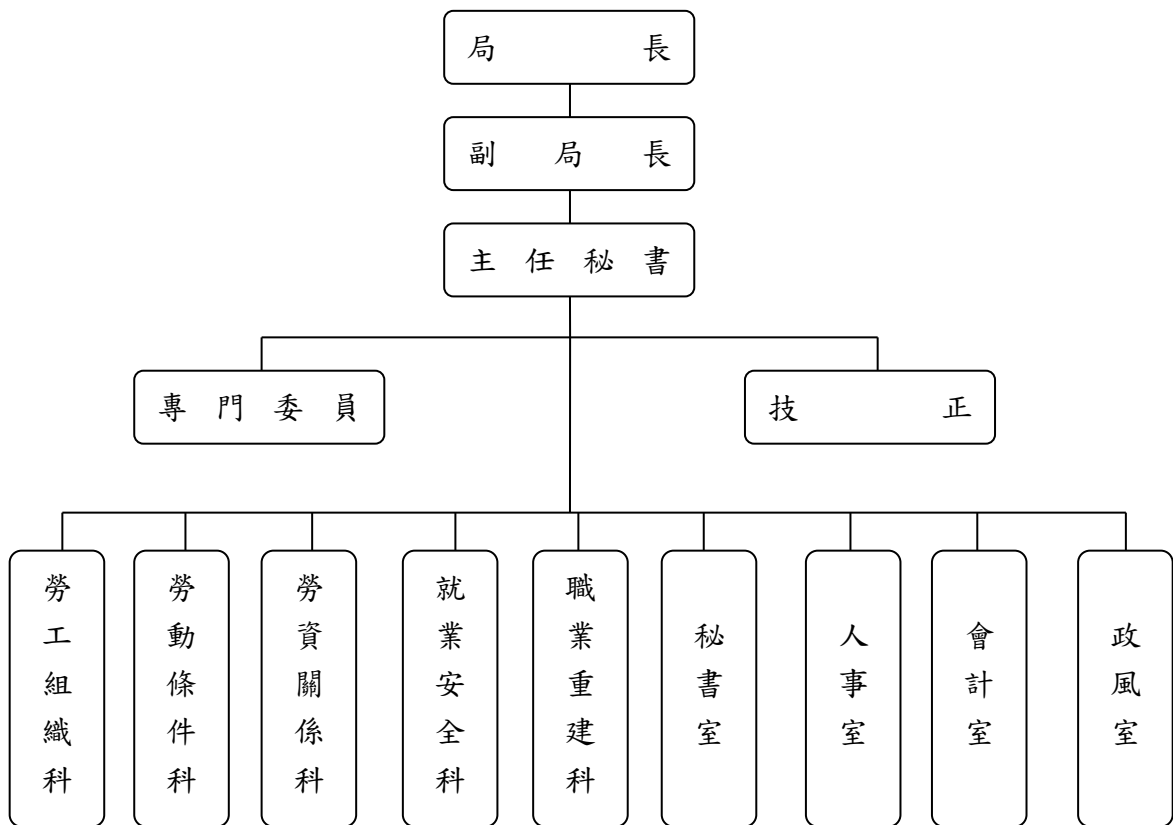 局長
副局長
主任秘書
專門委員
技正
勞工組織科
勞動條件科
勞資關係科
就業安全科
職業重建科
秘書室
人事室
會計室
政風室